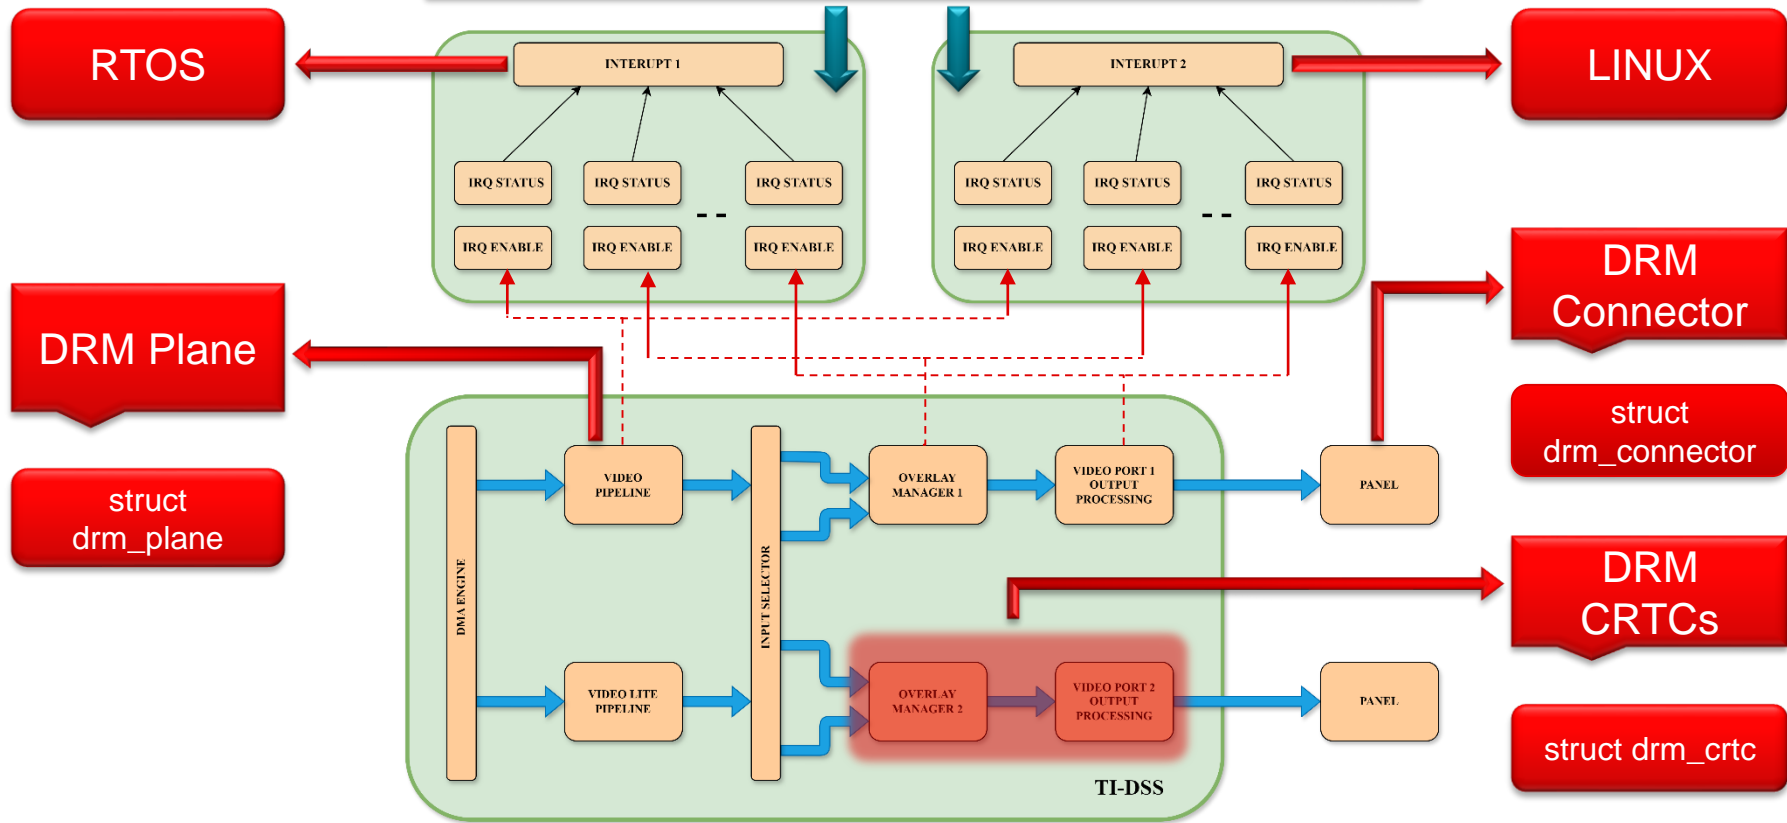 RTOS
INTERUPT 1
INTERUPT 2
LINUX
IRQ STATUS
IRQ STATUS
IRQ STATUS
IRQ STATUS
IRQ STATUS
IRQ STATUS
- -
- -
IRQ ENABLE
IRQ ENABLE
IRQ ENABLE
IRQ ENABLE
IRQ ENABLE
IRQ ENABLE
DRM Plane
struct
drm_plane
DRM
Connector
struct
drm_connector
DMA ENGINE
VIDEO
PIPELINE
INPUT SELECTOR
OVERLAY
MANAGER 1
VIDEO PORT 1
OUTPUT
PROCESSING
PANEL
VIDEO LITE
PIPELINE
OVERLAY
MANAGER 2
VIDEO PORT 2
OUTPUT
PROCESSING
PANEL
DRM
CRTCs
struct drm_crtc
TI-DSS